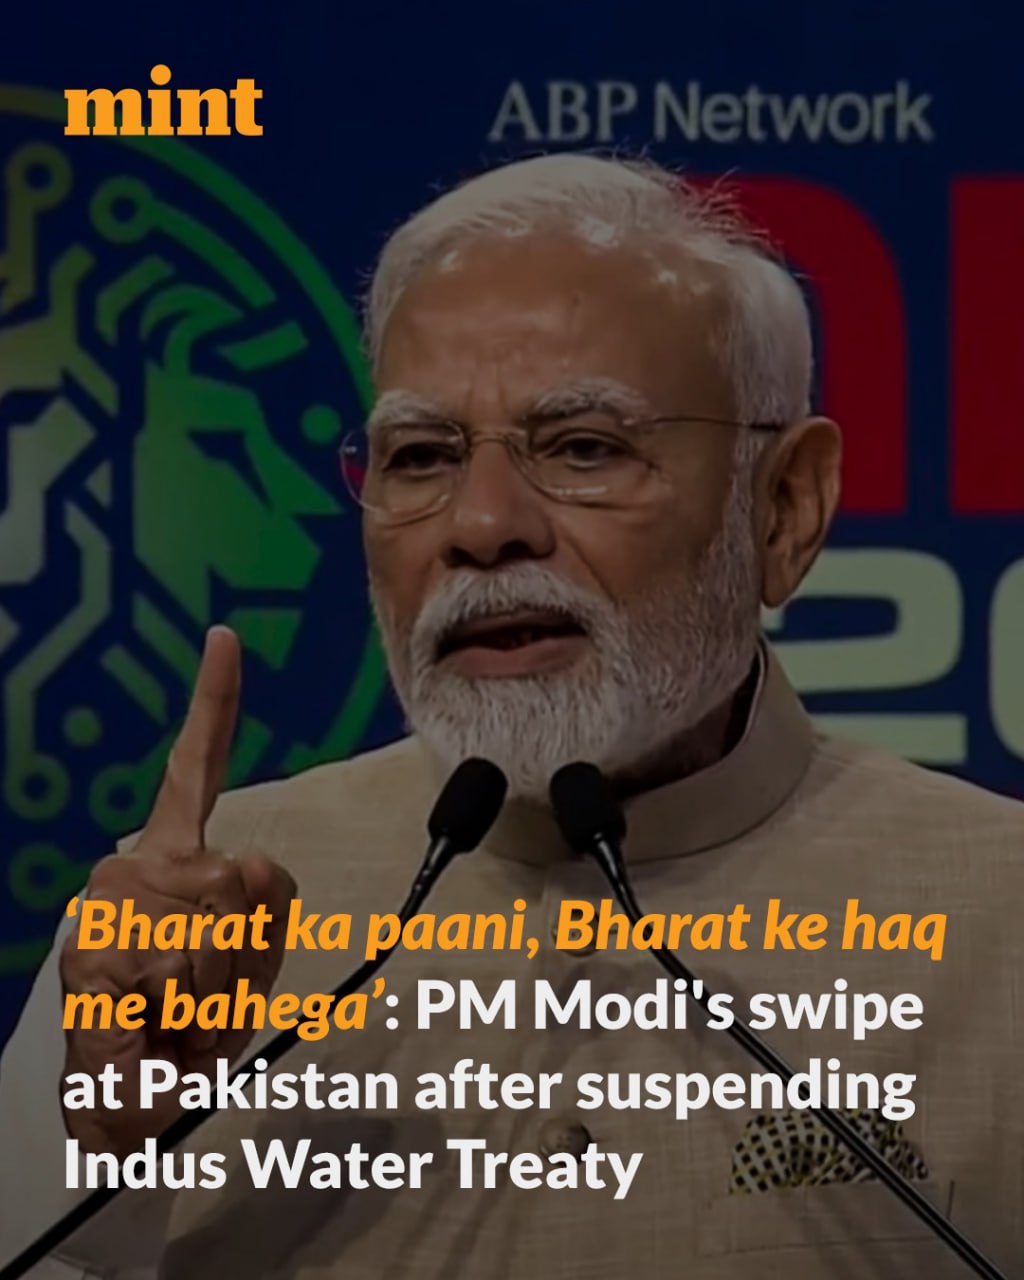 mint
ABP Network
‘Bharat ka paani, Bharat ke haq
me bahega’: PM Modi's swipe
at Pakistan after suspending
Indus Water Treaty